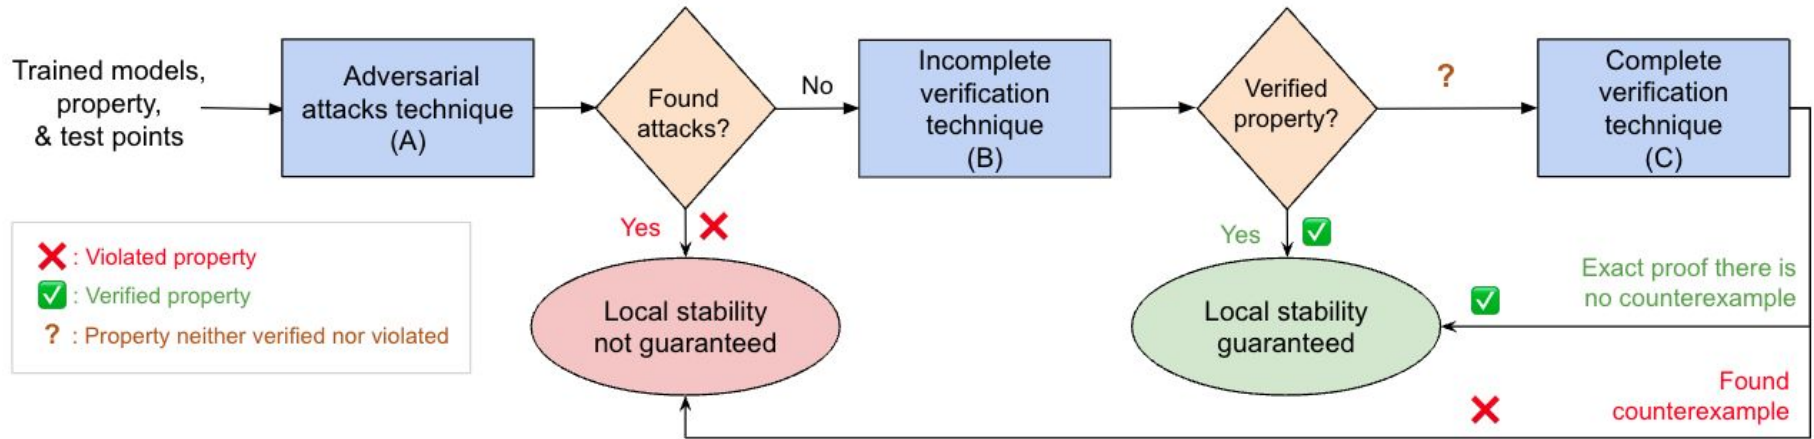 Trained models,
property,
& test points
Adversarial
attacks technique
(A)
Found
attacks?
No
Incomplete
verification
technique
(B)
Verified
property?
?
Complete
verification
technique
(C)
Yes
Yes
: Violated property
: Verified property
? : Property neither verified nor violated
Local stability
not guaranteed
Local stability
guaranteed
Exact proof there is
no counterexample
Found
counterexample